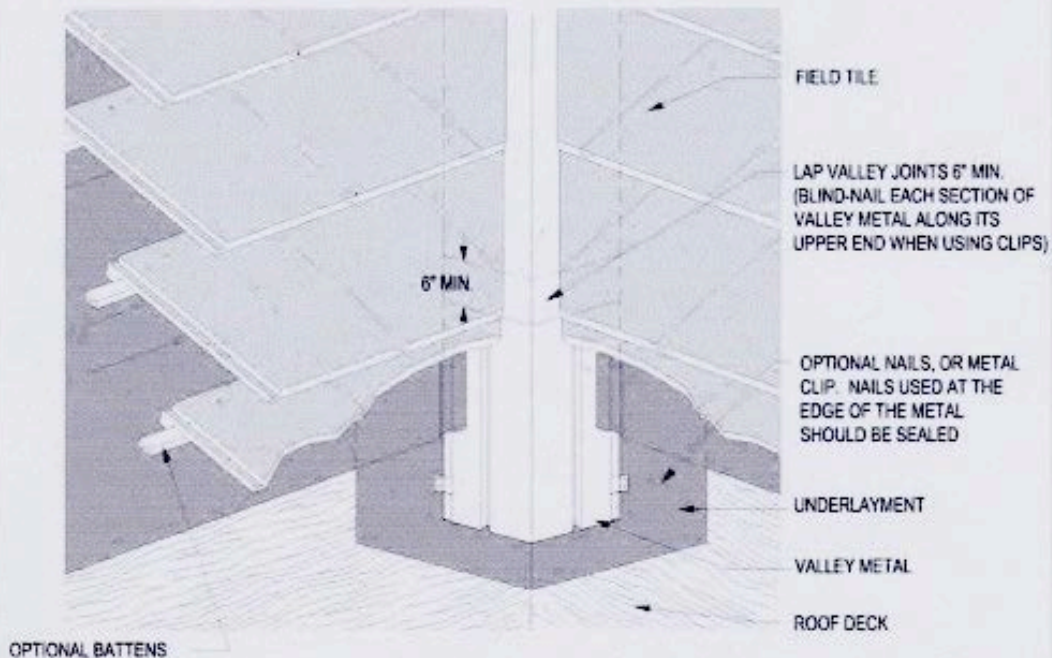 FIELD TILE
LAP VALLEY JOINTS 6" MIN.
(BLIND-NAIL EACH SECTION OF
VALLEY METAL ALONG ITS
UPPER END WHEN USING CLIPS)
6" MIN.
OPTIONAL NAILS, OR METAL
CLIP. NAILS USED AT THE
EDGE OF THE METAL
SHOULD BE SEALED
UNDERLAYMENT
VALLEY METAL
ROOF DECK
OPTIONAL BATTENS